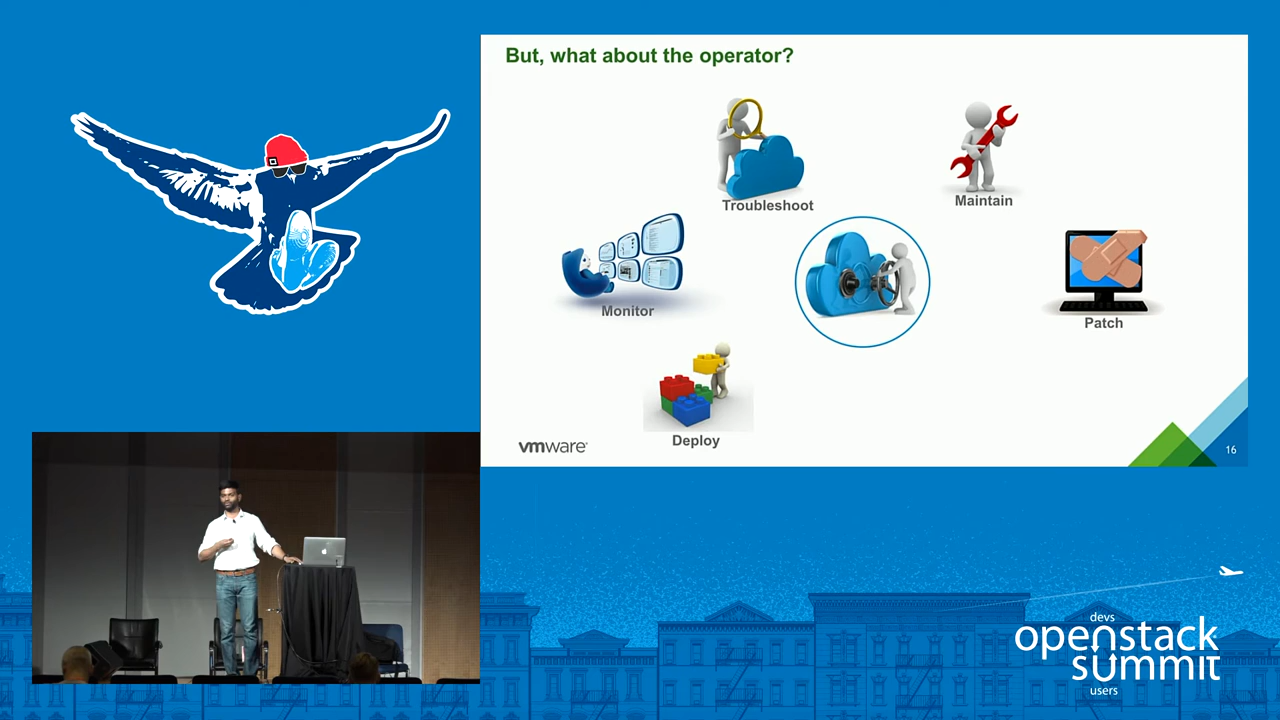 But, what about the operator?
Troubleshoot
Maintain
Monitor
Patch
Deploy
vmware
16
devs
openstack
summit
users